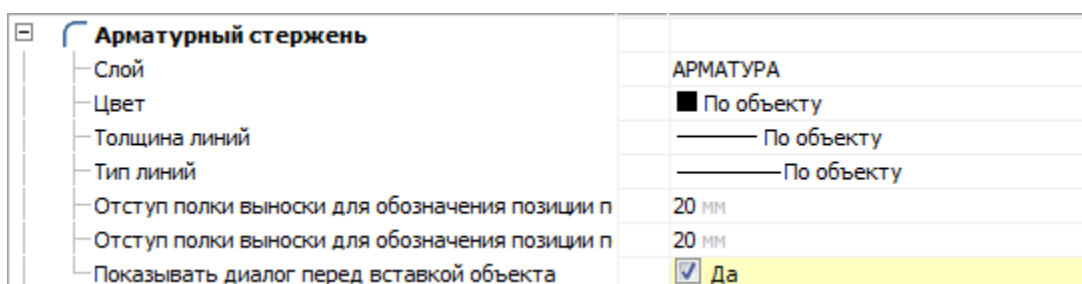 Арматурный стержень
Слой АРМАТУРА
Цвет По объекту
Толщина линий По объекту
Тип линий По объекту
Отступ полки выноски для обозначения позиции п 20 мм
Отступ полки выноски для обозначения позиции п 20 мм
Показывать диалог перед вставкой объекта Да